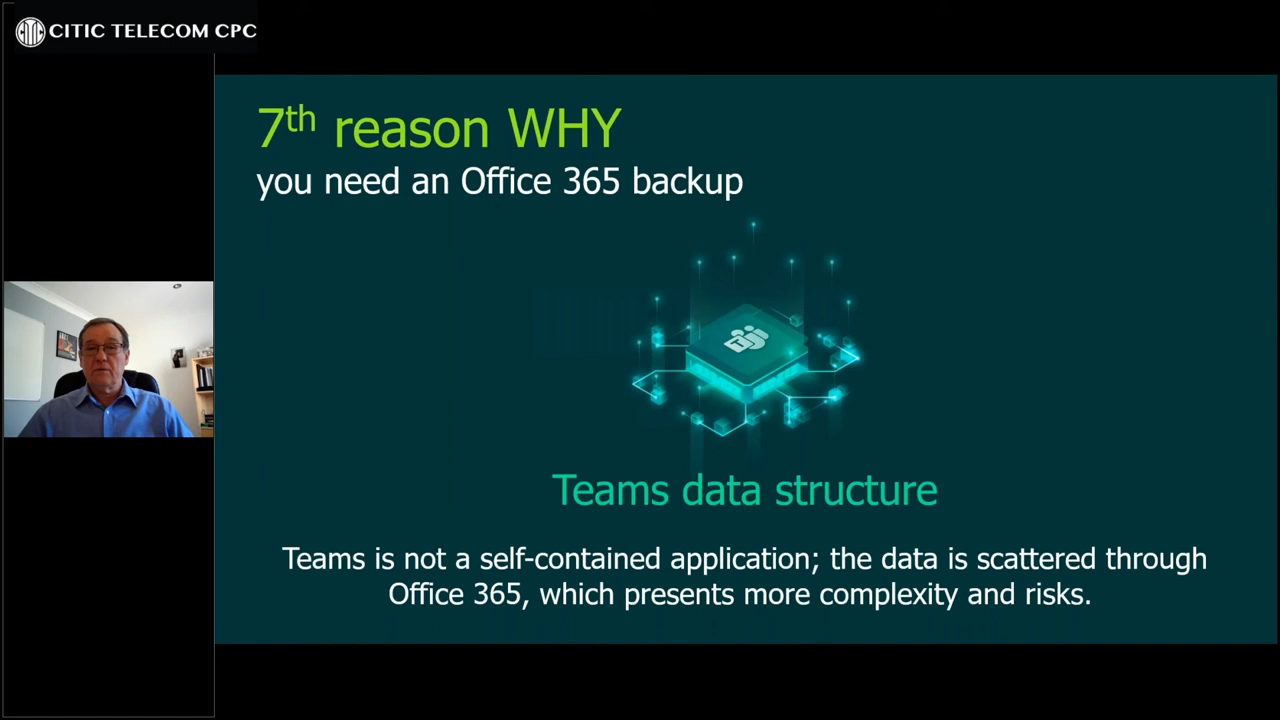 CITIC TELECOM CPC
7th reason WHY
you need an Office 365 backup
Teams data structure
Teams is not a self-contained application; the data is scattered through
Office 365, which presents more complexity and risks.